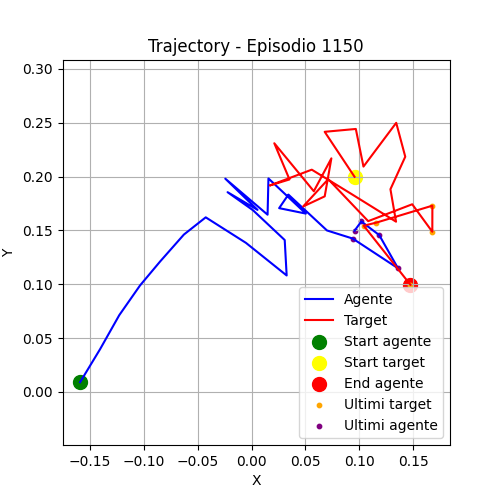 Trajectory - Episodio 1150
0.30
0.25
0.20
0.15
0.10
0.05
0.00
Y
−0.15
−0.10
−0.05
0.00
0.05
0.10
0.15
X
Agente
Target
Start agente
Start target
End agente
Ultimi target
Ultimi agente